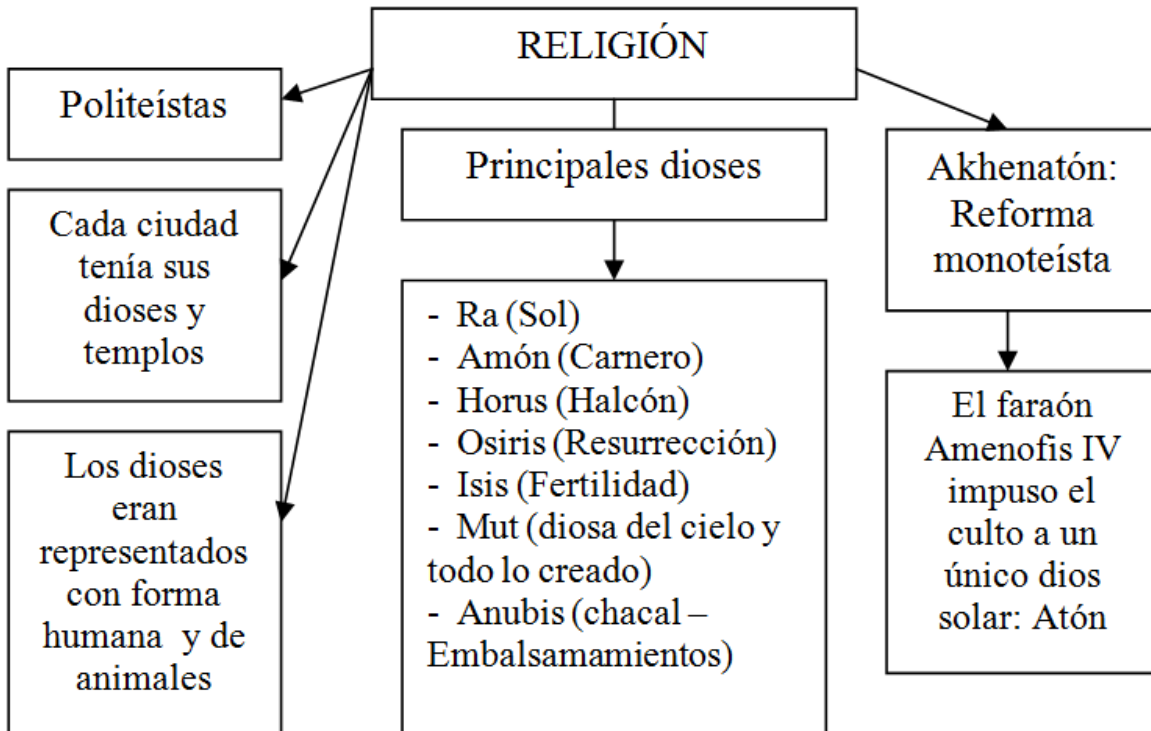 RELIGIÓN
Politeístas
Cada ciudad
tenía sus
dioses y
templos
Los dioses
eran
representados
con forma
humana y de
animales
Principales dioses
- Ra (Sol)
- Amón (Carnero)
- Horus (Halcón)
- Osiris (Resurrección)
- Isis (Fertilidad)
- Mut (diosa del cielo y
todo lo creado)
- Anubis (chacal –
Embalsamamientos)
Akhenatón:
Reforma
monoteísta
El faraón
Amenofis IV
impuso el
culto a un
único dios
solar: Atón